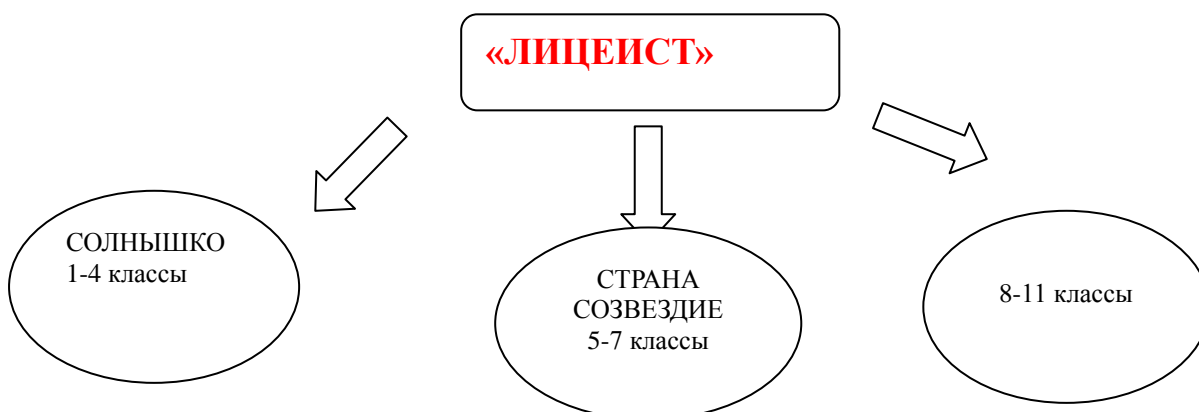 «ЛИЦЕИСТ»
СОЛНЫШКО
1-4 классы
СТРАНА
СОЗВЕЗДИЕ
5-7 классы
8-11 классы